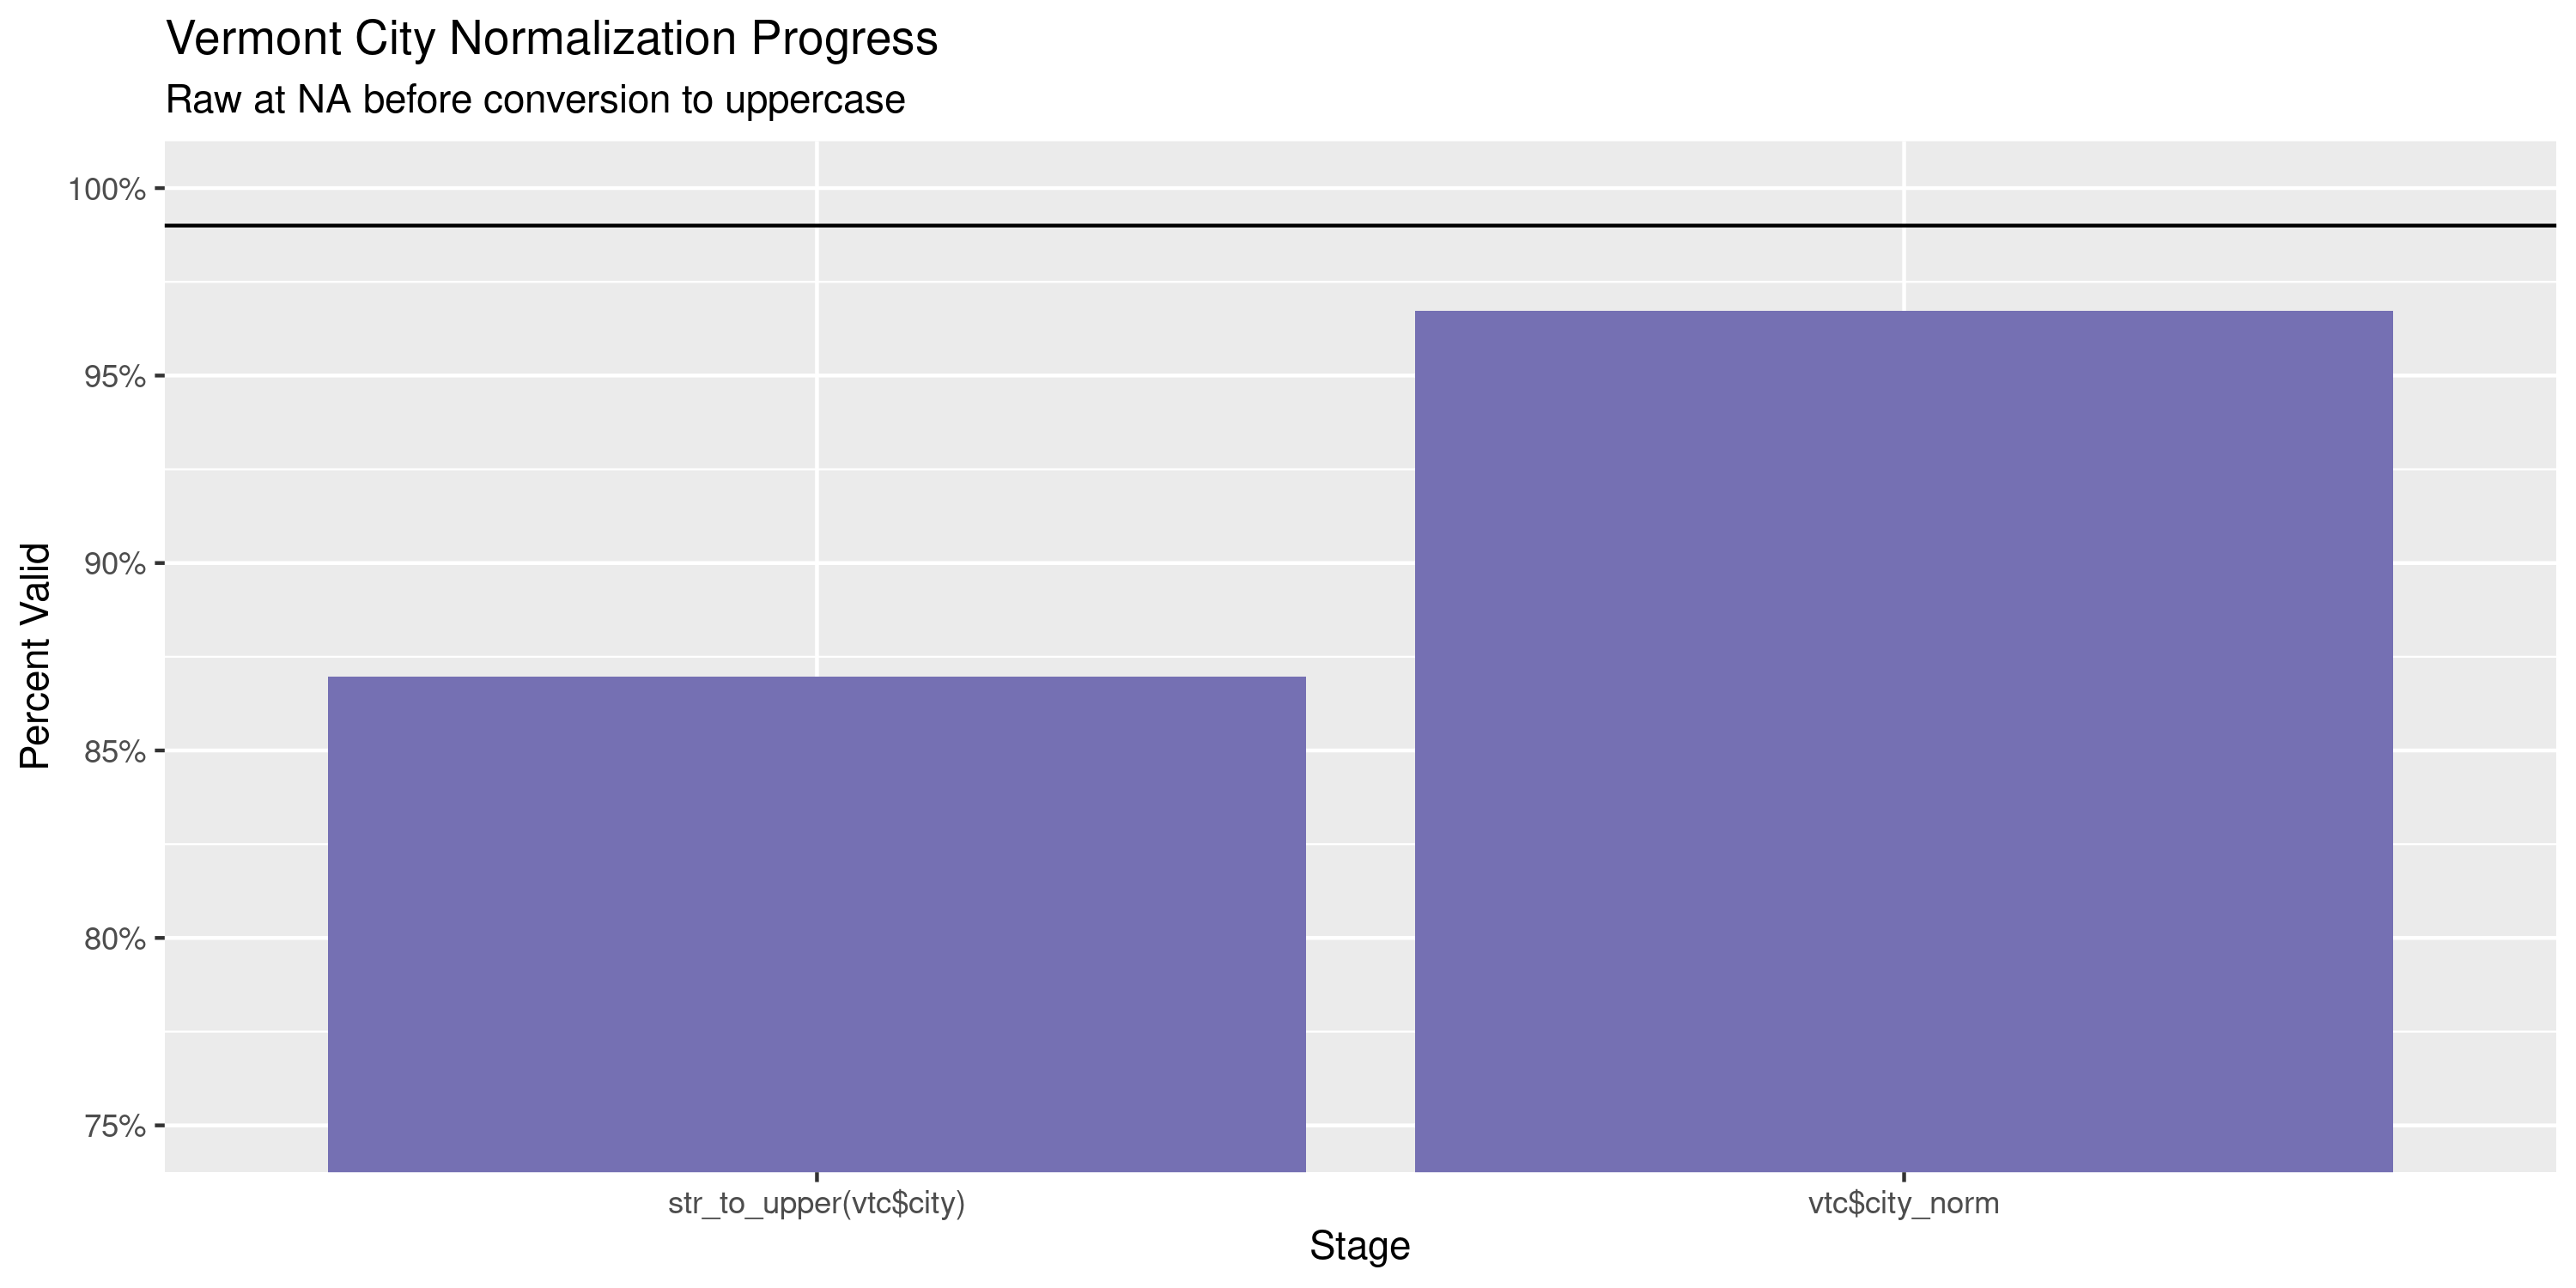 Vermont City Normalization Progress
Raw at NA before conversion to uppercase
Percent Valid
100%
95%
90%
85%
80%
75%
str_to_upper(vtc$city)
vtc$city_norm
Stage